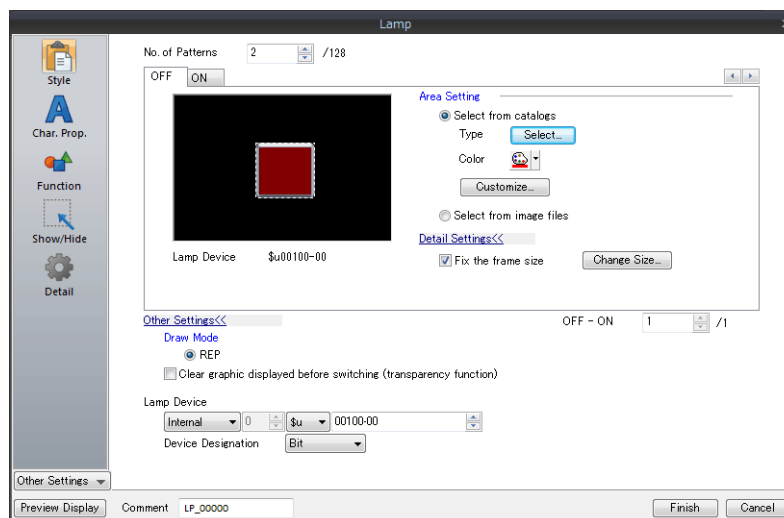 Lamp
Style
Char. Prop.
Function
Show/Hide
Detail
Other Settings
No. of Patterns 2 /128
OFF ON
Lamp Device $u00100-00
Area Setting
Select from catalogs
Type Select...
Color
Customize...
Select from image files
Detail Settings<<
Fix the frame size Change Size...
Other Settings<<
OFF - ON 1 /1
Draw Mode
REP
Clear graphic displayed before switching (transparency function)
Lamp Device
Internal 0 $u 00100-00
Device Designation Bit
Preview Display Comment LP_00000 Finish Cancel